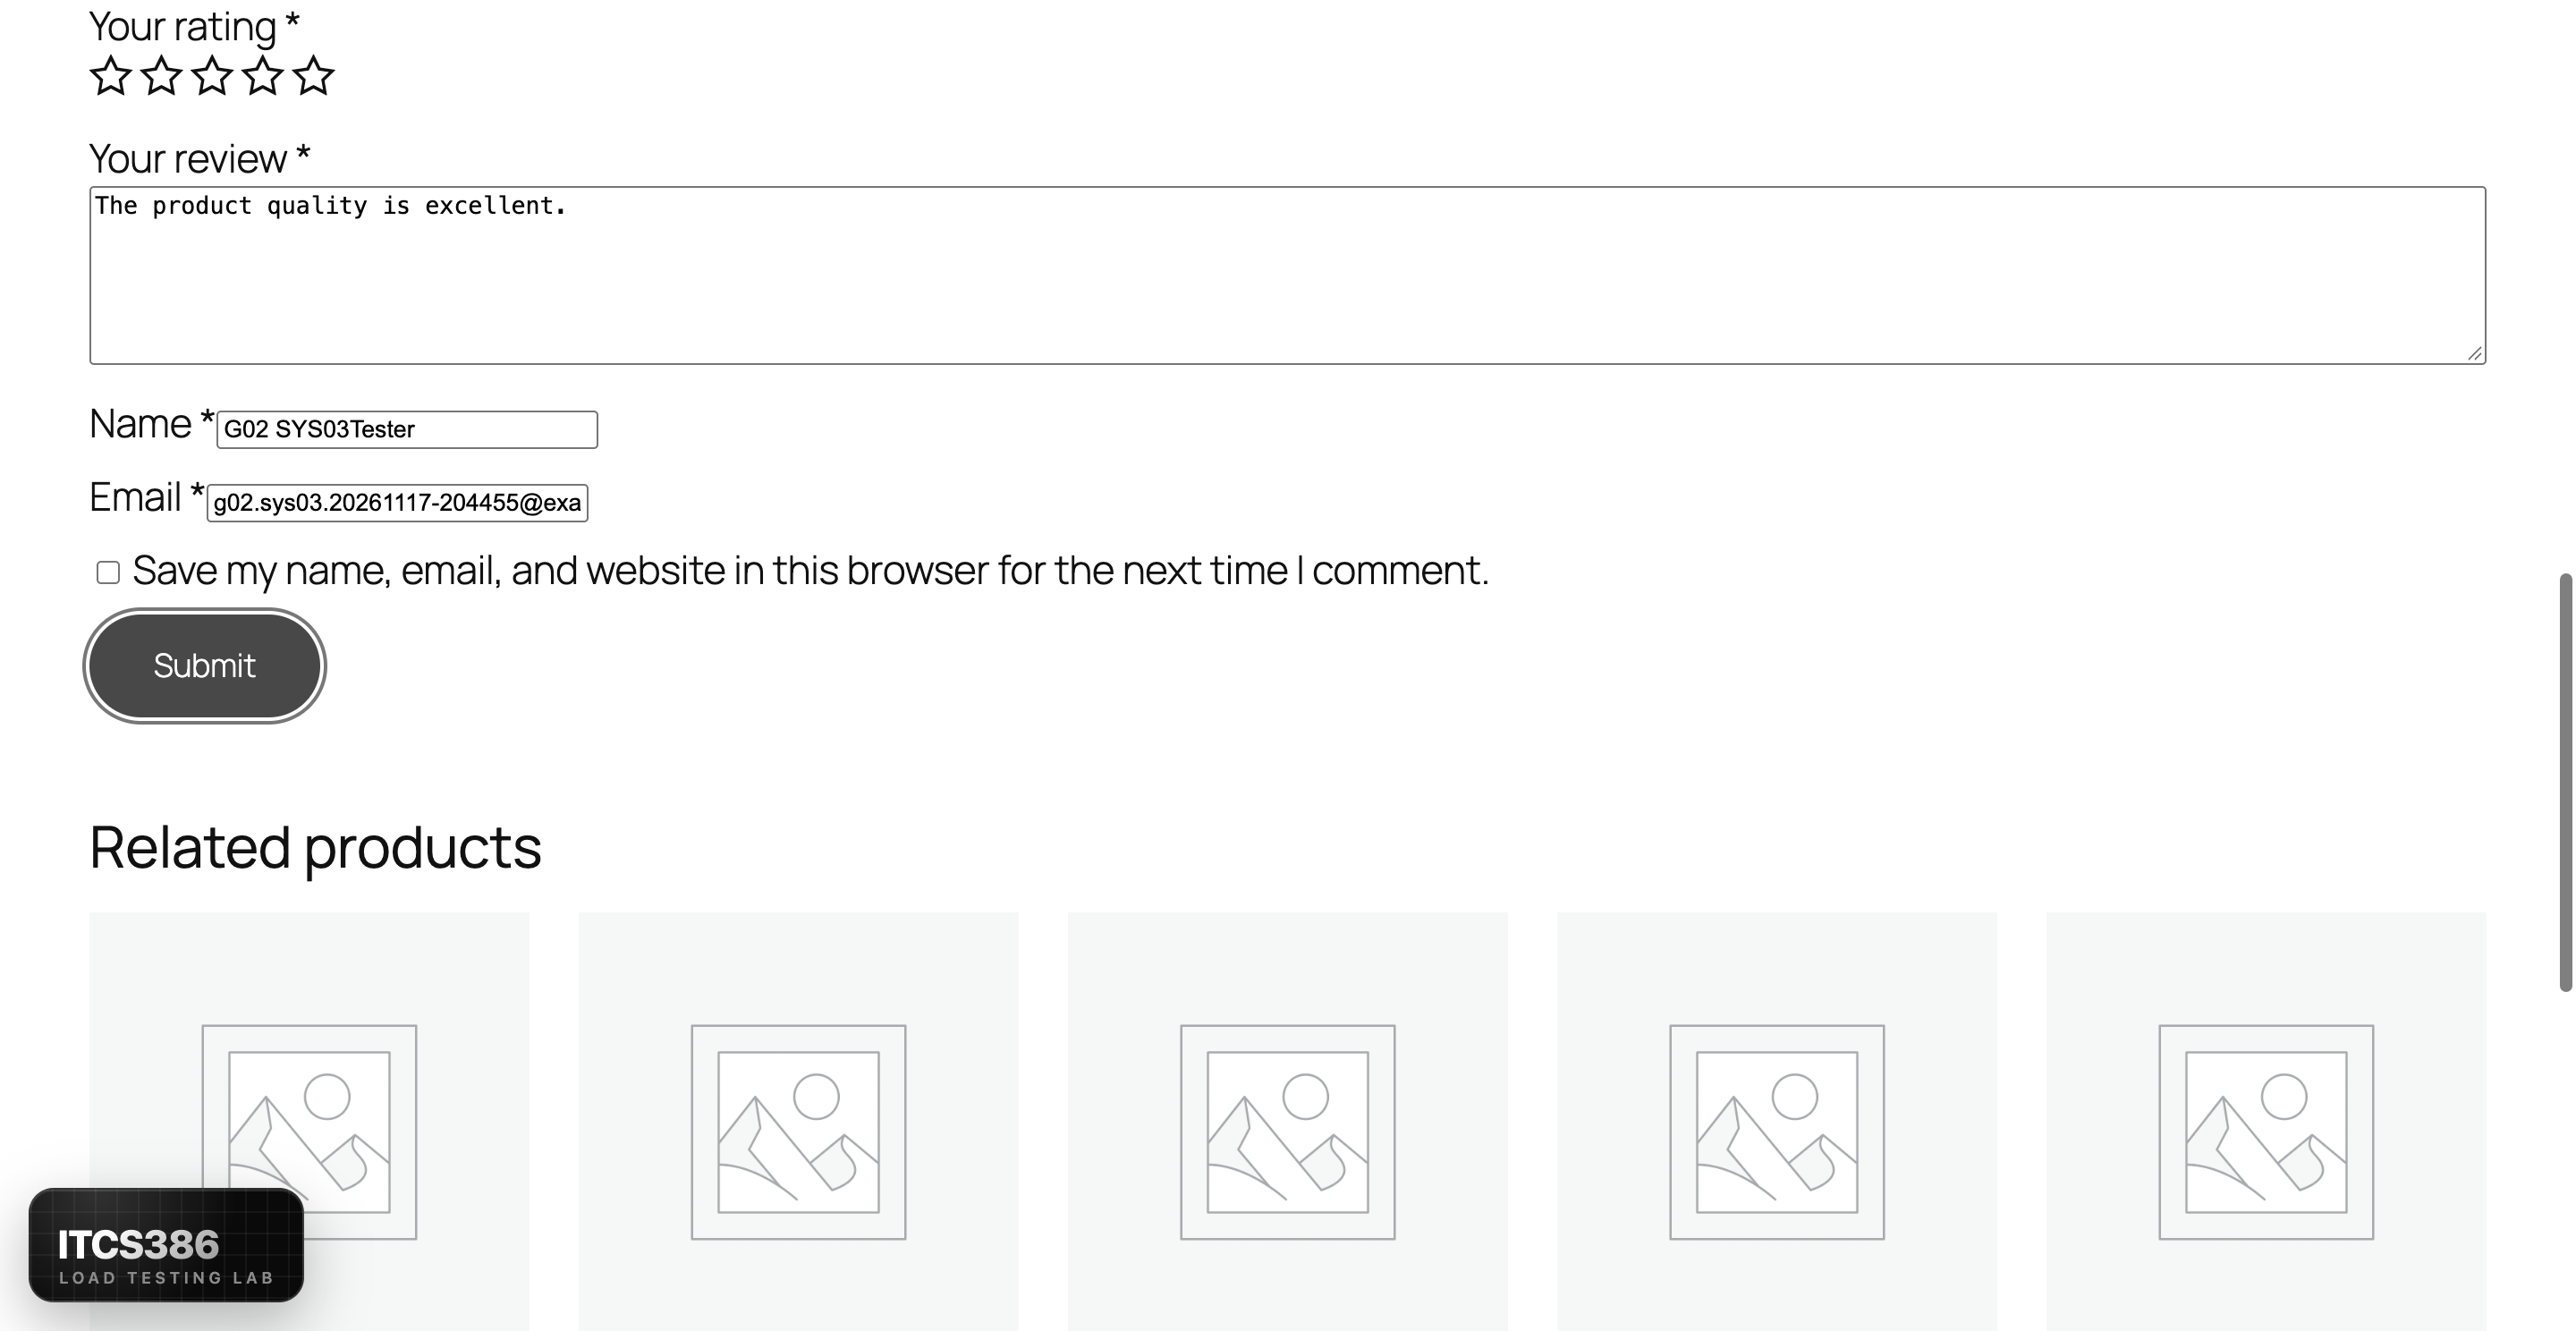 Your rating *
Your review *
The product quality is excellent.
Name * G02 SYS03Tester
Email * g02.sys03.20261117-204455@exa
Save my name, email, and website in this browser for the next time I comment.
Submit
Related products
ITCS386
LOAD TESTING LAB